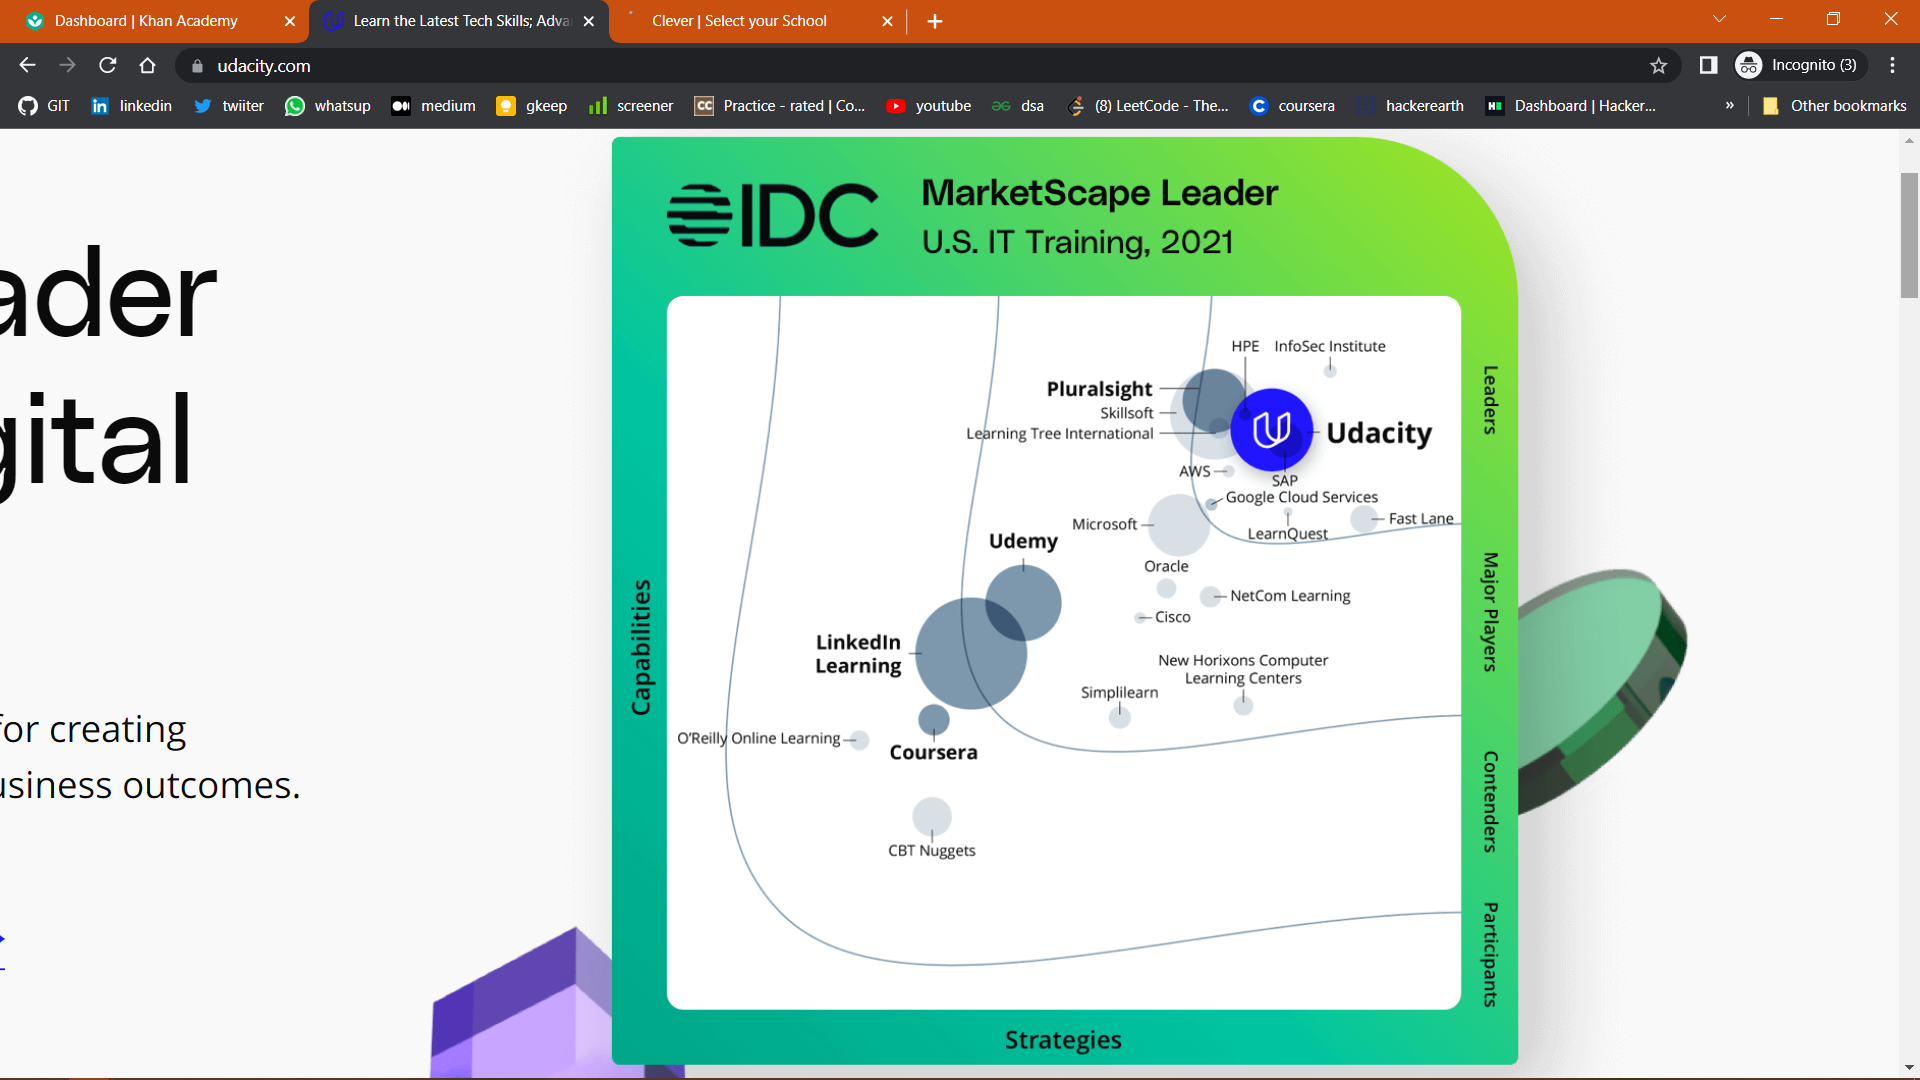 Dashboard | Khan Academy
Learn the Latest Tech Skills; Adva
Clever | Select your School
udacity.com
Incognito (3)
GIT
linkedin
twiiter
whatsup
medium
gkeep
screener
CC
Practice - rated | Co...
youtube
dsa
(8) LeetCode - The...
coursera
hackerearth
Dashboard | Hacker...
»
Other bookmarks
ader
gital
for creating
usiness outcomes.
IDC
MarketScape Leader
U.S. IT Training, 2021
HPE
InfoSec Institute
Pluralsight
Skillsoft
Learning Tree International
Udacity
AWS
SAP
Google Cloud Services
Microsoft
LearnQuest
Fast Lane
Udemy
Oracle
NetCom Learning
Cisco
LinkedIn
Learning
New Horixons Computer
Learning Centers
Simplilearn
O'Reilly Online Learning
Coursera
CBT Nuggets
Capabilities
Strategies
Leaders
Major Players
Contenders
Participants